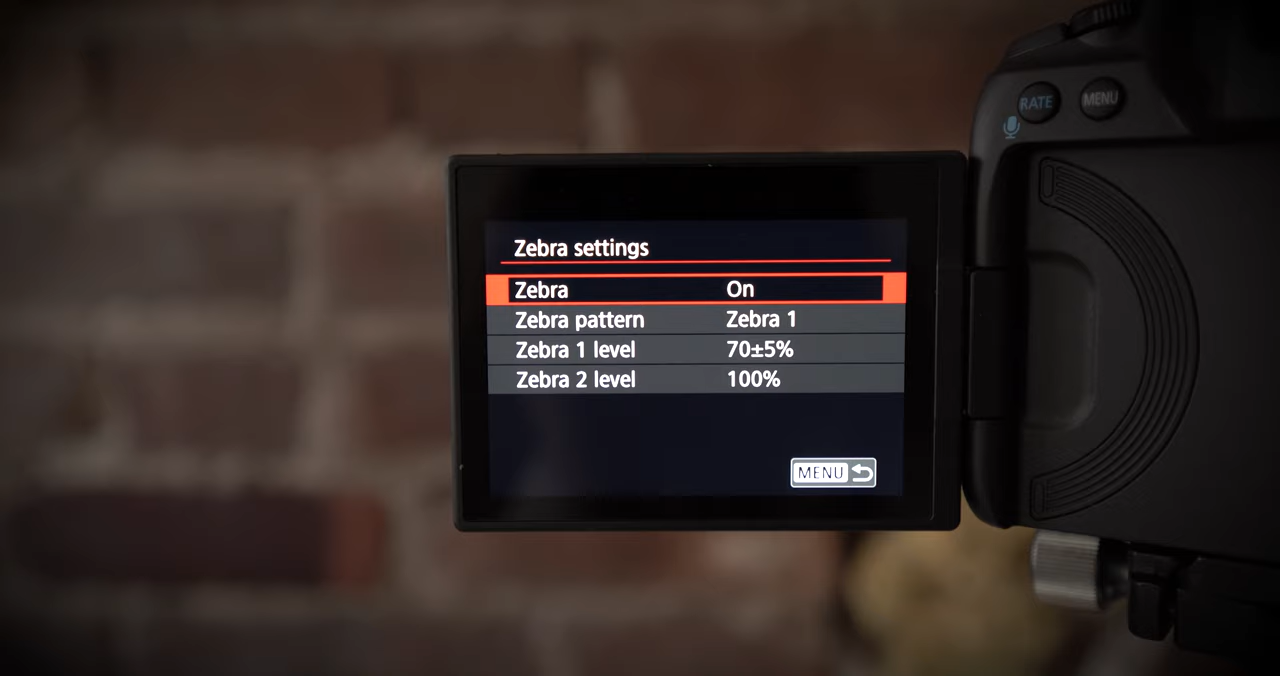 RATE MENU
Zebra settings
Zebra On
Zebra pattern Zebra 1
Zebra 1 level 70±5%
Zebra 2 level 100%
MENU